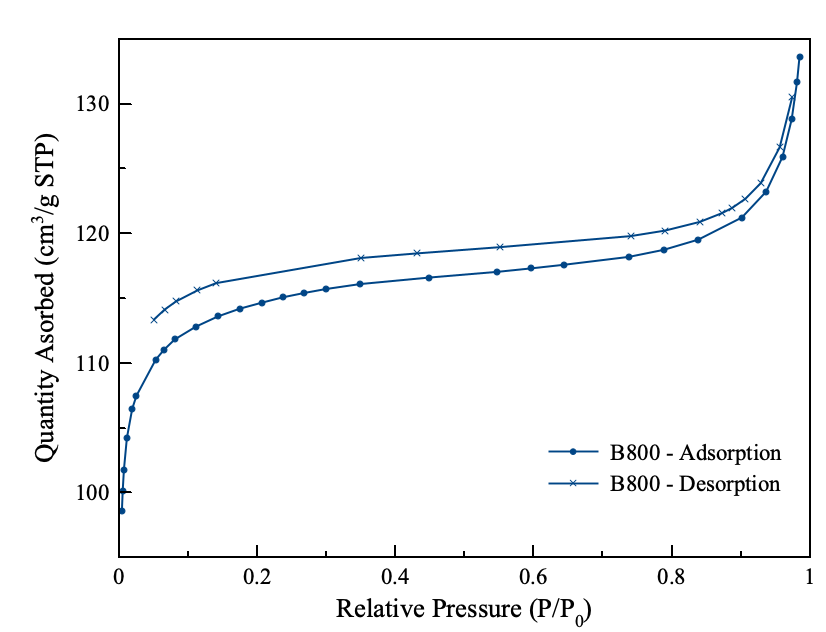 Quantity Asorbed (cm³/g STP)
130
120
110
100
B800 - Adsorption
B800 - Desorption
0
0.2
0.4
0.6
0.8
1
Relative Pressure (P/P₀)